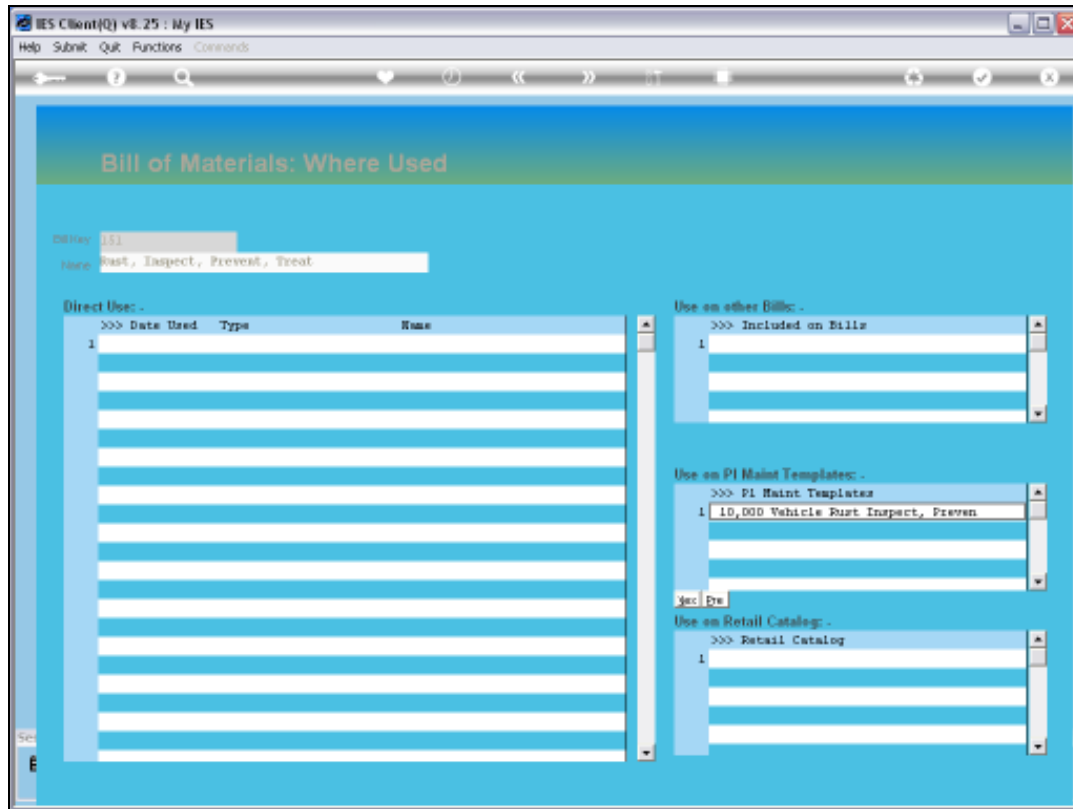 IES Client(Q) v8.25 : My IES
Help Submit Quit Functions Commands
Bill of Materials: Where Used
Bill Key 151
Name Rust, Inspect, Prevent, Treat
Direct Use: -
>>> Date Used Type Name
1
Use on other Bills: -
>>> Included on Bills
1
Use on PI Maint Templates: -
>>> PI Maint Templates
1 10,000 Vehicle Rust Inspect, Preven
Pre
Use on Retail Catalog: -
>>> Retail Catalog
1